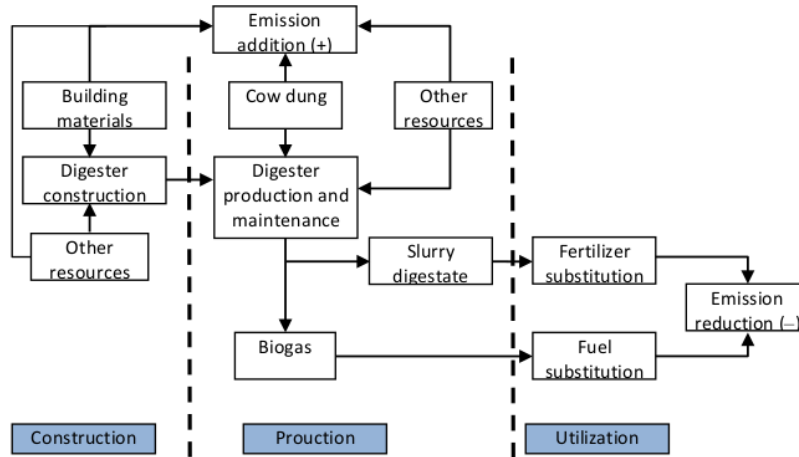 Emission
addition (+)
Building
materials
Cow dung
Other
resources
Digester
construction
Digester
production and
maintenance
Other
resources
Slurry
digestate
Fertilizer
substitution
Emission
reduction (–)
Biogas
Fuel
substitution
Construction
Prouction
Utilization